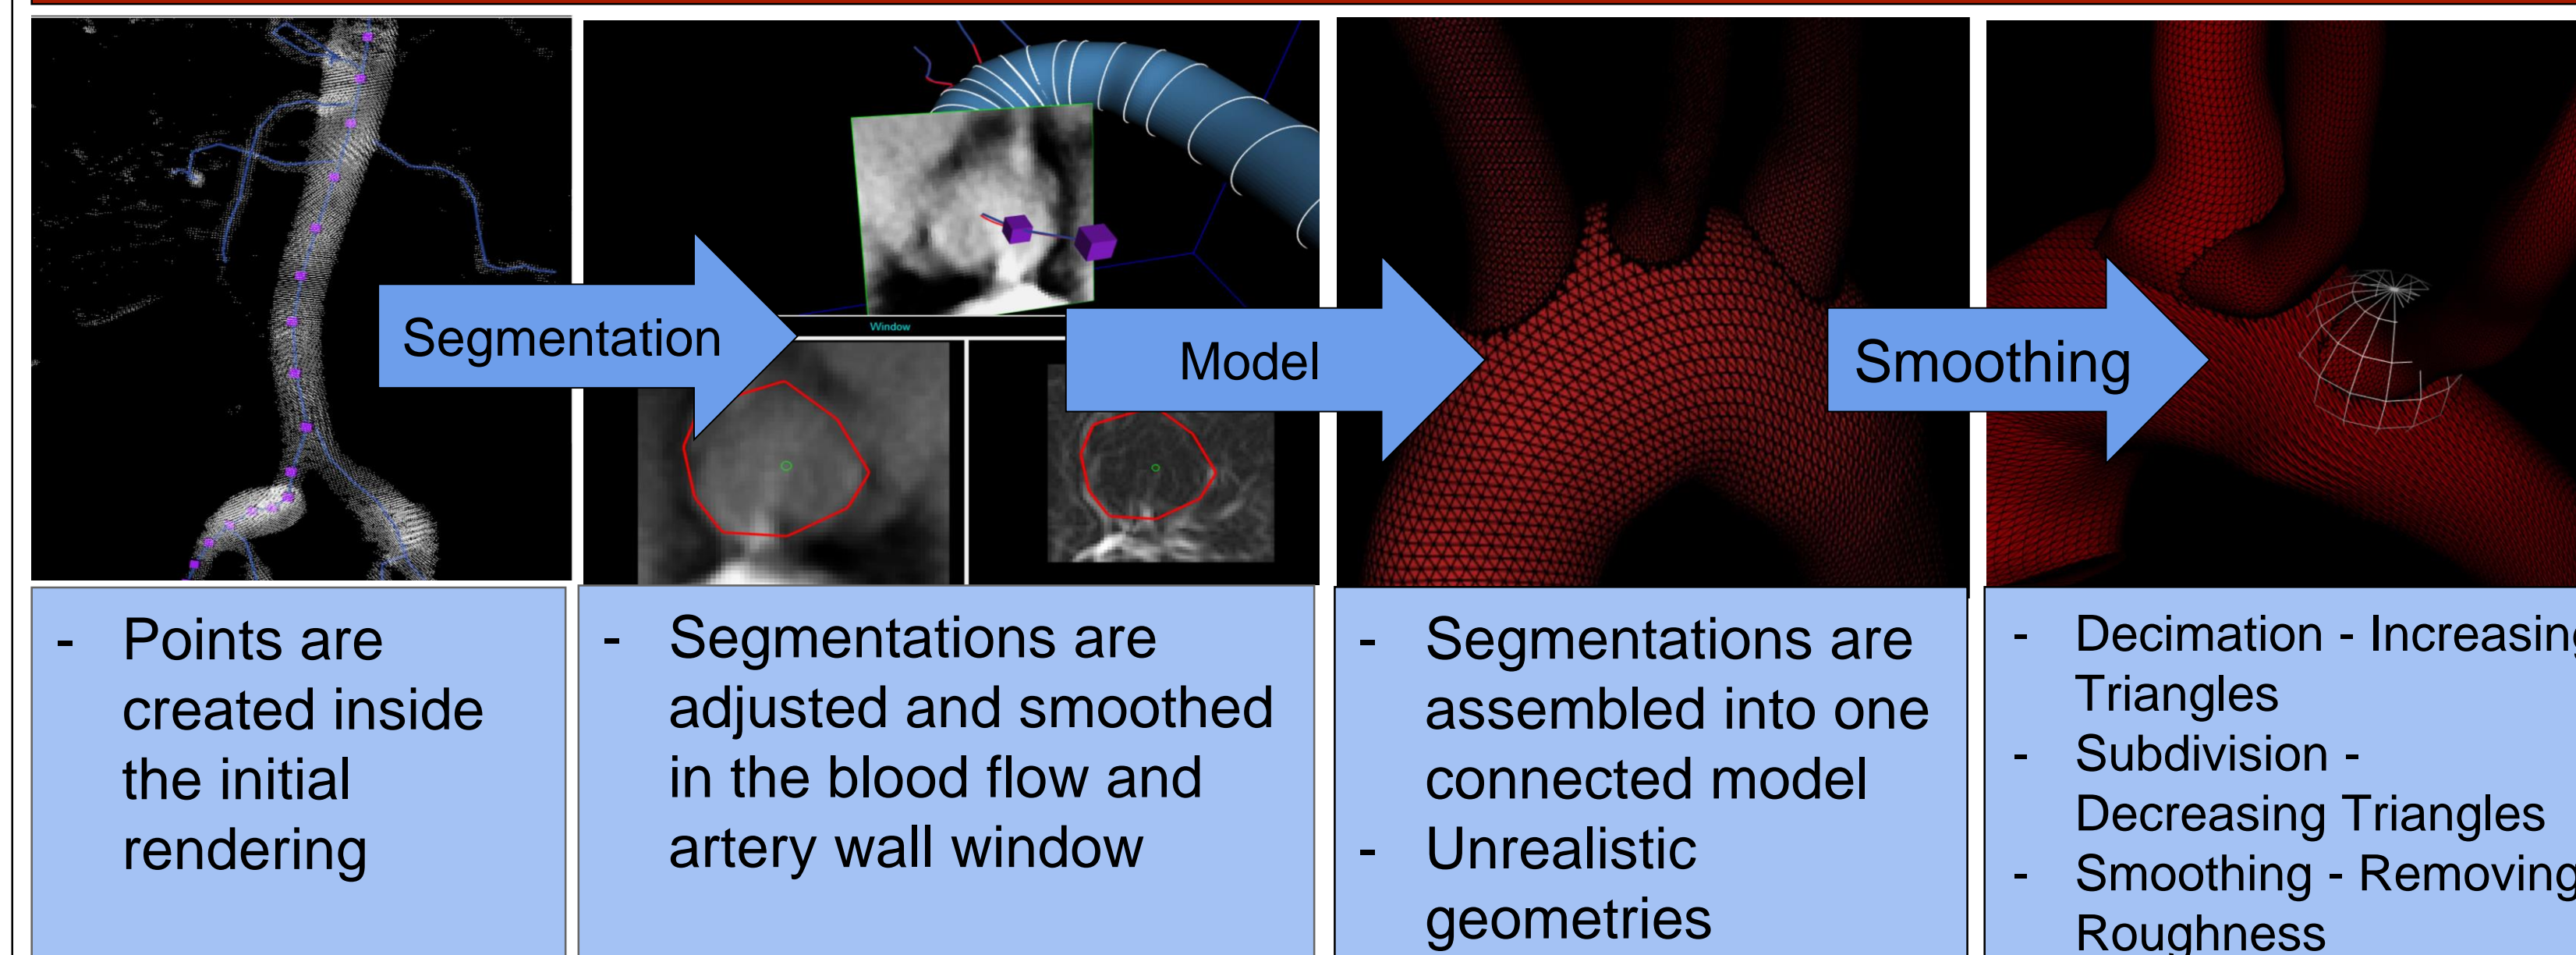 Segmentation
Window
Model
Smoothing
- Points are
created inside
the initial
rendering
- Segmentations are
adjusted and smoothed
in the blood flow and
artery wall window
- Segmentations are
assembled into one
connected model
- Unrealistic
geometries
- Decimation - Increasing
Triangles
- Subdivision -
Decreasing Triangles
- Smoothing - Removing
Roughness